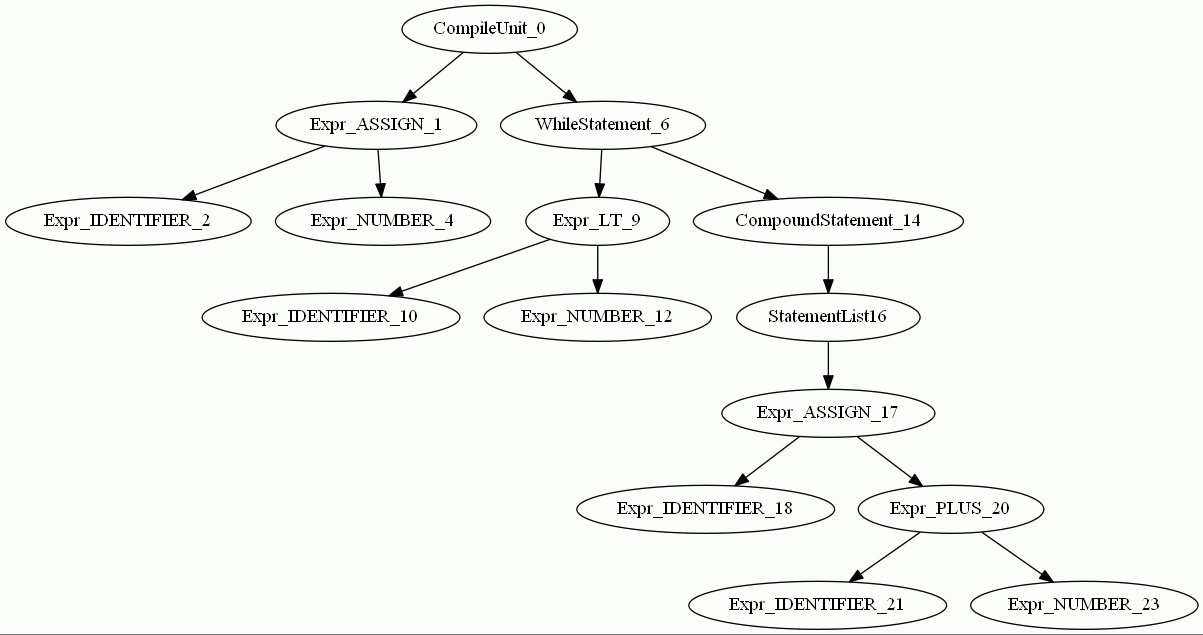 CompileUnit_0
Expr_ASSIGN_1
WhileStatement_6
Expr_IDENTIFIER_2
Expr_NUMBER_4
Expr_LT_9
CompoundStatement_14
Expr_IDENTIFIER_10
Expr_NUMBER_12
StatementList16
Expr_ASSIGN_17
Expr_IDENTIFIER_18
Expr_PLUS_20
Expr_IDENTIFIER_21
Expr_NUMBER_23